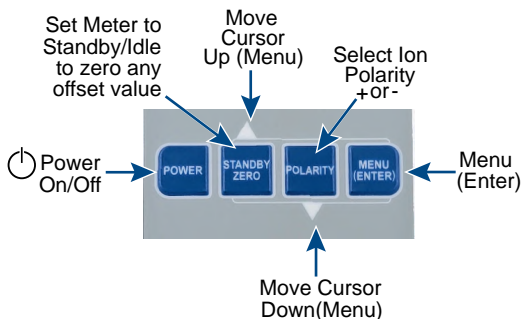 Set Meter to
Standby/Idle
to zero any
offset value
Move
Cursor
Up (Menu)
Select Ion
Polarity
+or-
Power
On/Off
POWER
STANDBY
ZERO
POLARITY
MENU
(ENTER)
Menu
(Enter)
Move Cursor
Down(Menu)